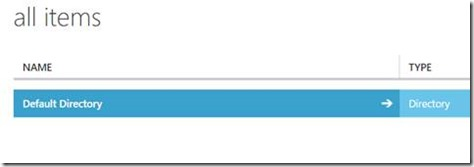 all items
NAME TYPE
Default Directory → Directory